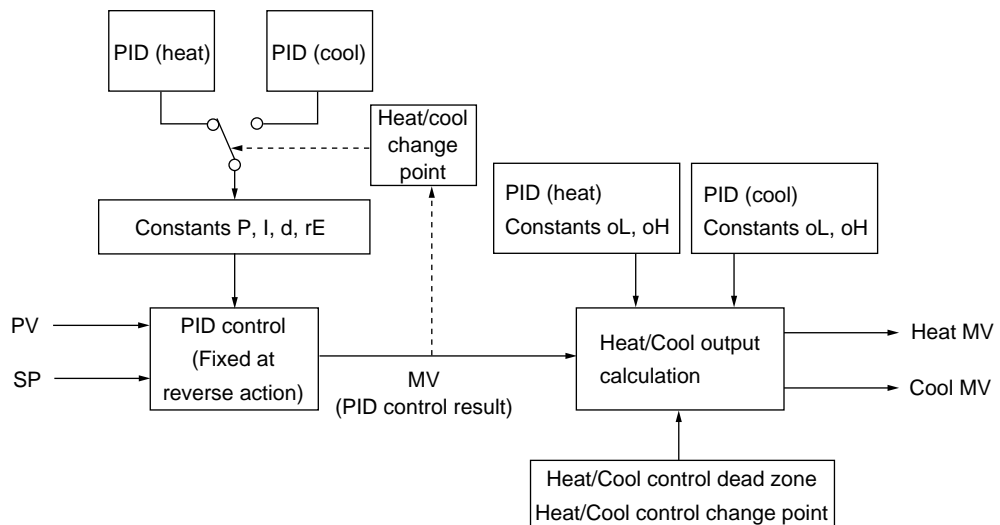 PID (heat)
PID (cool)
Heat/cool
change
point
PID (heat)
Constants oL, oH
PID (cool)
Constants oL, oH
Constants P, I, d, rE
PV
SP
PID control
(Fixed at
reverse action)
MV
(PID control result)
Heat/Cool output
calculation
Heat MV
Cool MV
Heat/Cool control dead zone
Heat/Cool control change point